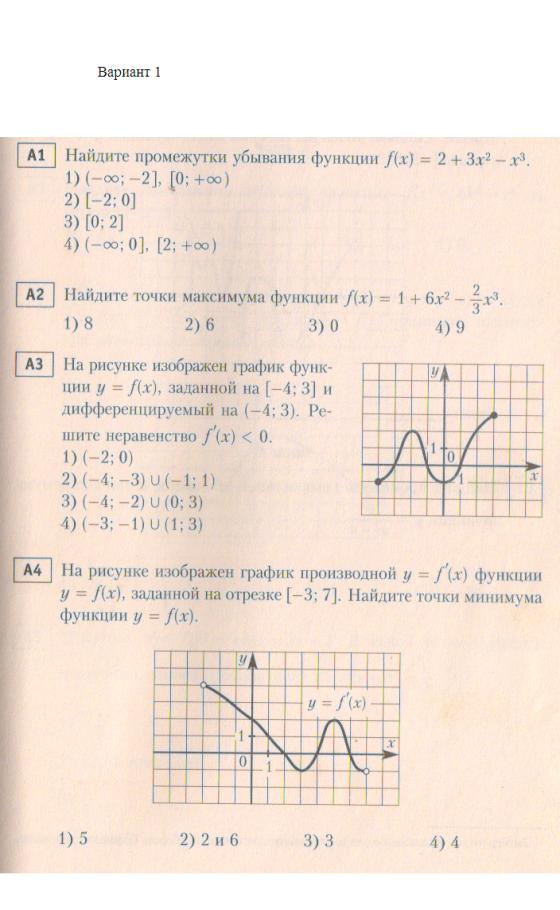 Вариант 1
А1 Найдите промежутки убывания функции f(x) = 2 + 3x² − x³.
1) (−∞; −2], [0; +∞)
2) [−2; 0]
3) [0; 2]
4) (−∞; 0], [2; +∞)
А2 Найдите точки максимума функции f(x) = 1 + 6x² − 2/3x³.
1) 8 2) 6 3) 0 4) 9
А3 На рисунке изображен график функ-
ции y = f(x), заданной на [−4; 3] и
дифференцируемый на (−4; 3). Ре-
шите неравенство f′(x) < 0.
1) (−2; 0)
2) (−4; −3) ∪ (−1; 1)
3) (−4; −2) ∪ (0; 3)
4) (−3; −1) ∪ (1; 3)
y
1
0
1
x
А4 На рисунке изображен график производной y = f′(x) функции
y = f(x), заданной на отрезке [−3; 7]. Найдите точки минимума
функции y = f(x).
y
y = f′(x)
1
x
0
1
1) 5 2) 2 и 6 3) 3 4) 4